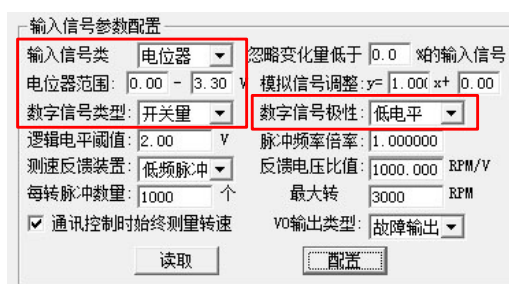 输入信号参数配置
输入信号类 电位器 忽略变化量低于 0.0 %的输入信号
电位器范围: 0.00 - 3.30 V 模拟信号调整:y= 1.00( x+ 0.00
数字信号类型: 开关量 数字信号极性: 低电平
逻辑电平阈值: 2.00 V 脉冲频率倍率: 1.000000
测速反馈装置: 低频脉冲 反馈电压比值: 1000.000 RPM/V
每转脉冲数量: 1000 个 最大转 3000 RPM
通讯控制时始终测量转速 VO输出类型: 故障输出
读取 配置